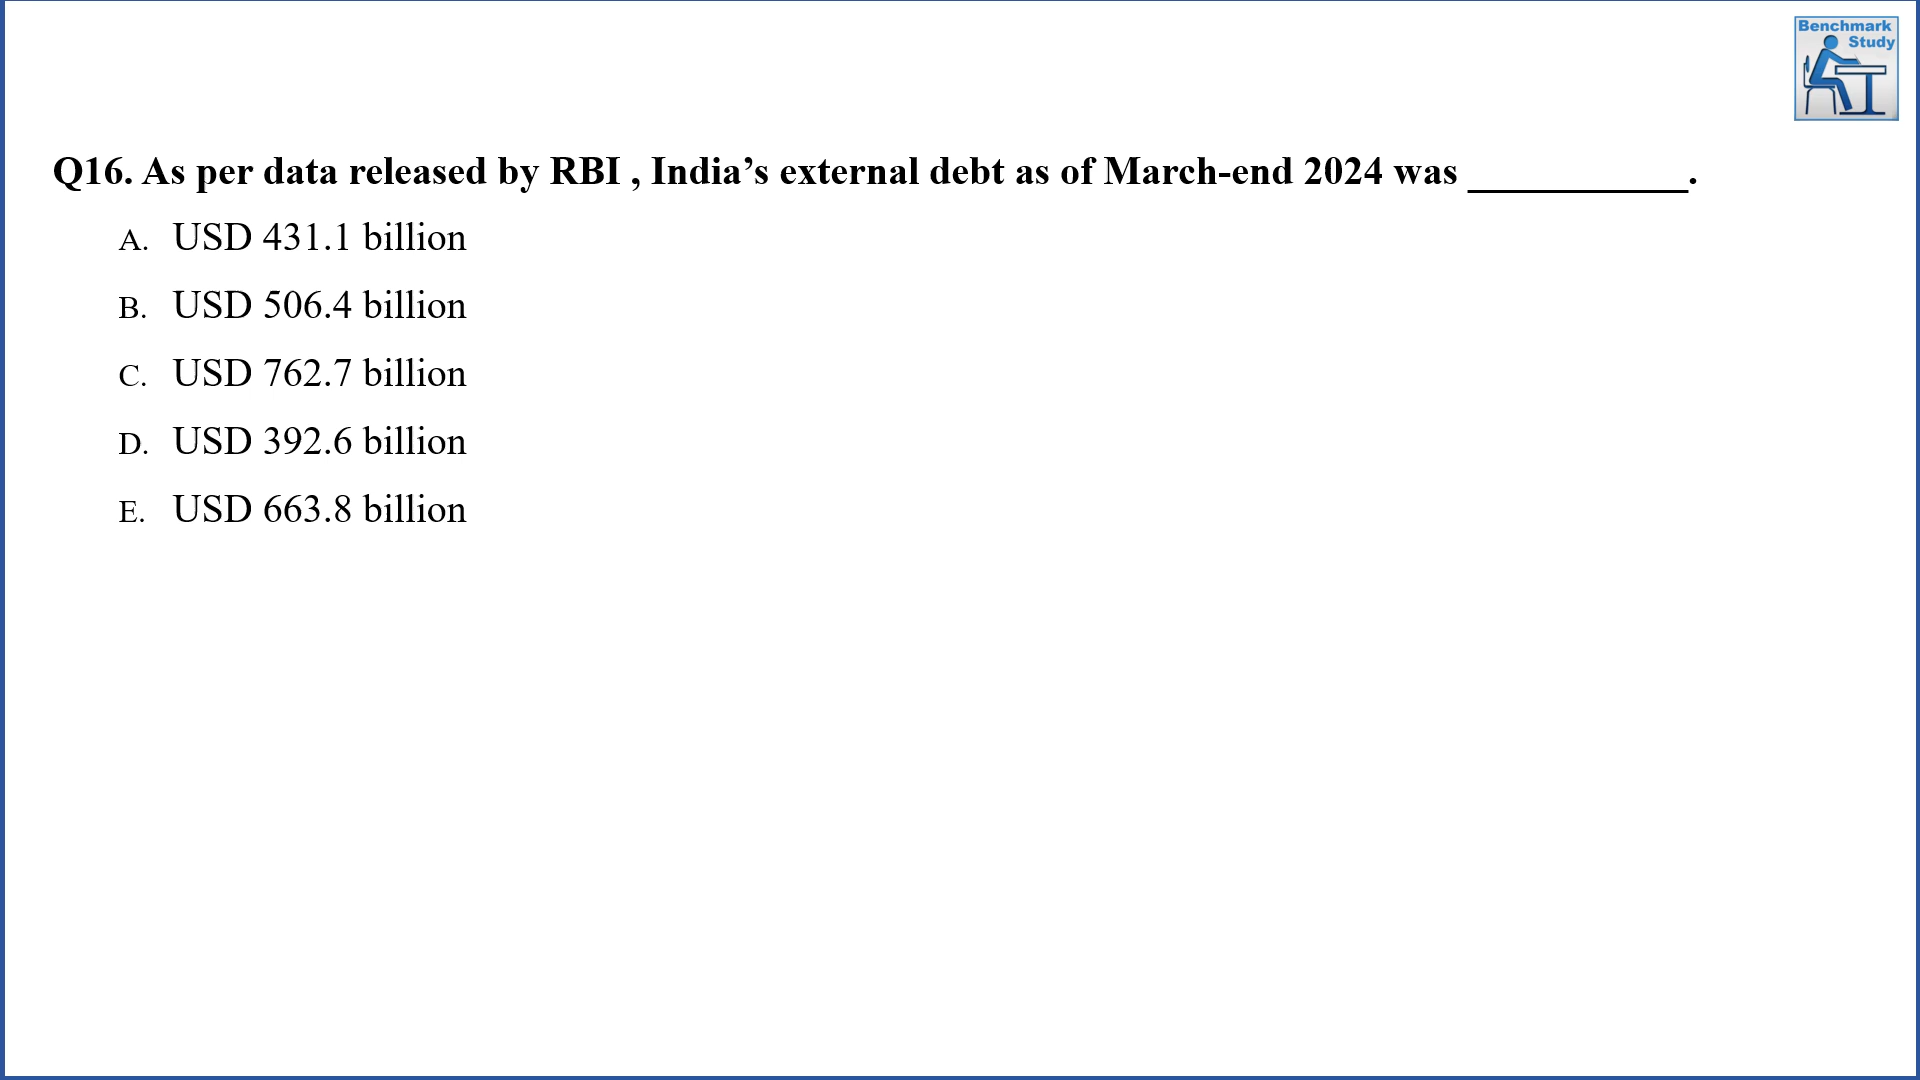 Benchmark
Study
Q16. As per data released by RBI , India’s external debt as of March-end 2024 was ___________.
A. USD 431.1 billion
B. USD 506.4 billion
C. USD 762.7 billion
D. USD 392.6 billion
E. USD 663.8 billion